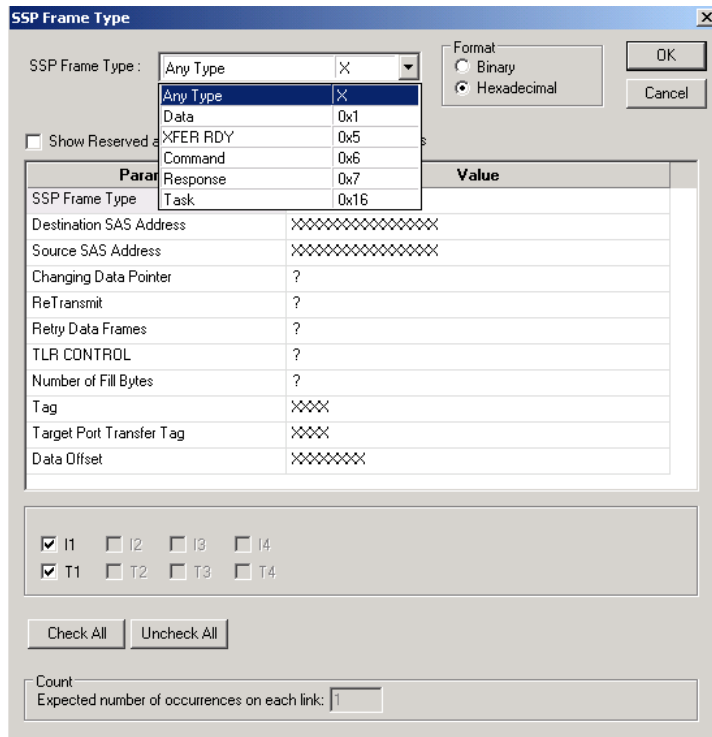 SSP Frame Type
SSP Frame Type :
Any Type X
Format
Binary
Hexadecimal
OK
Cancel
Any Type X
Data 0x1
XFER RDY 0x5
Command 0x6
Response 0x7
Task 0x16
Show Reserved
Value
SSP Frame Type
Destination SAS Address XXXXXXXXXXXXXXXX
Source SAS Address XXXXXXXXXXXXXXXX
Changing Data Pointer ?
ReTransmit ?
Retry Data Frames ?
TLR CONTROL ?
Number of Fill Bytes ?
Tag XXXX
Target Port Transfer Tag XXXX
Data Offset XXXXXXXX
I1 I2 I3 I4
T1 T2 T3 T4
Check All Uncheck All
Count
Expected number of occurrences on each link: 1